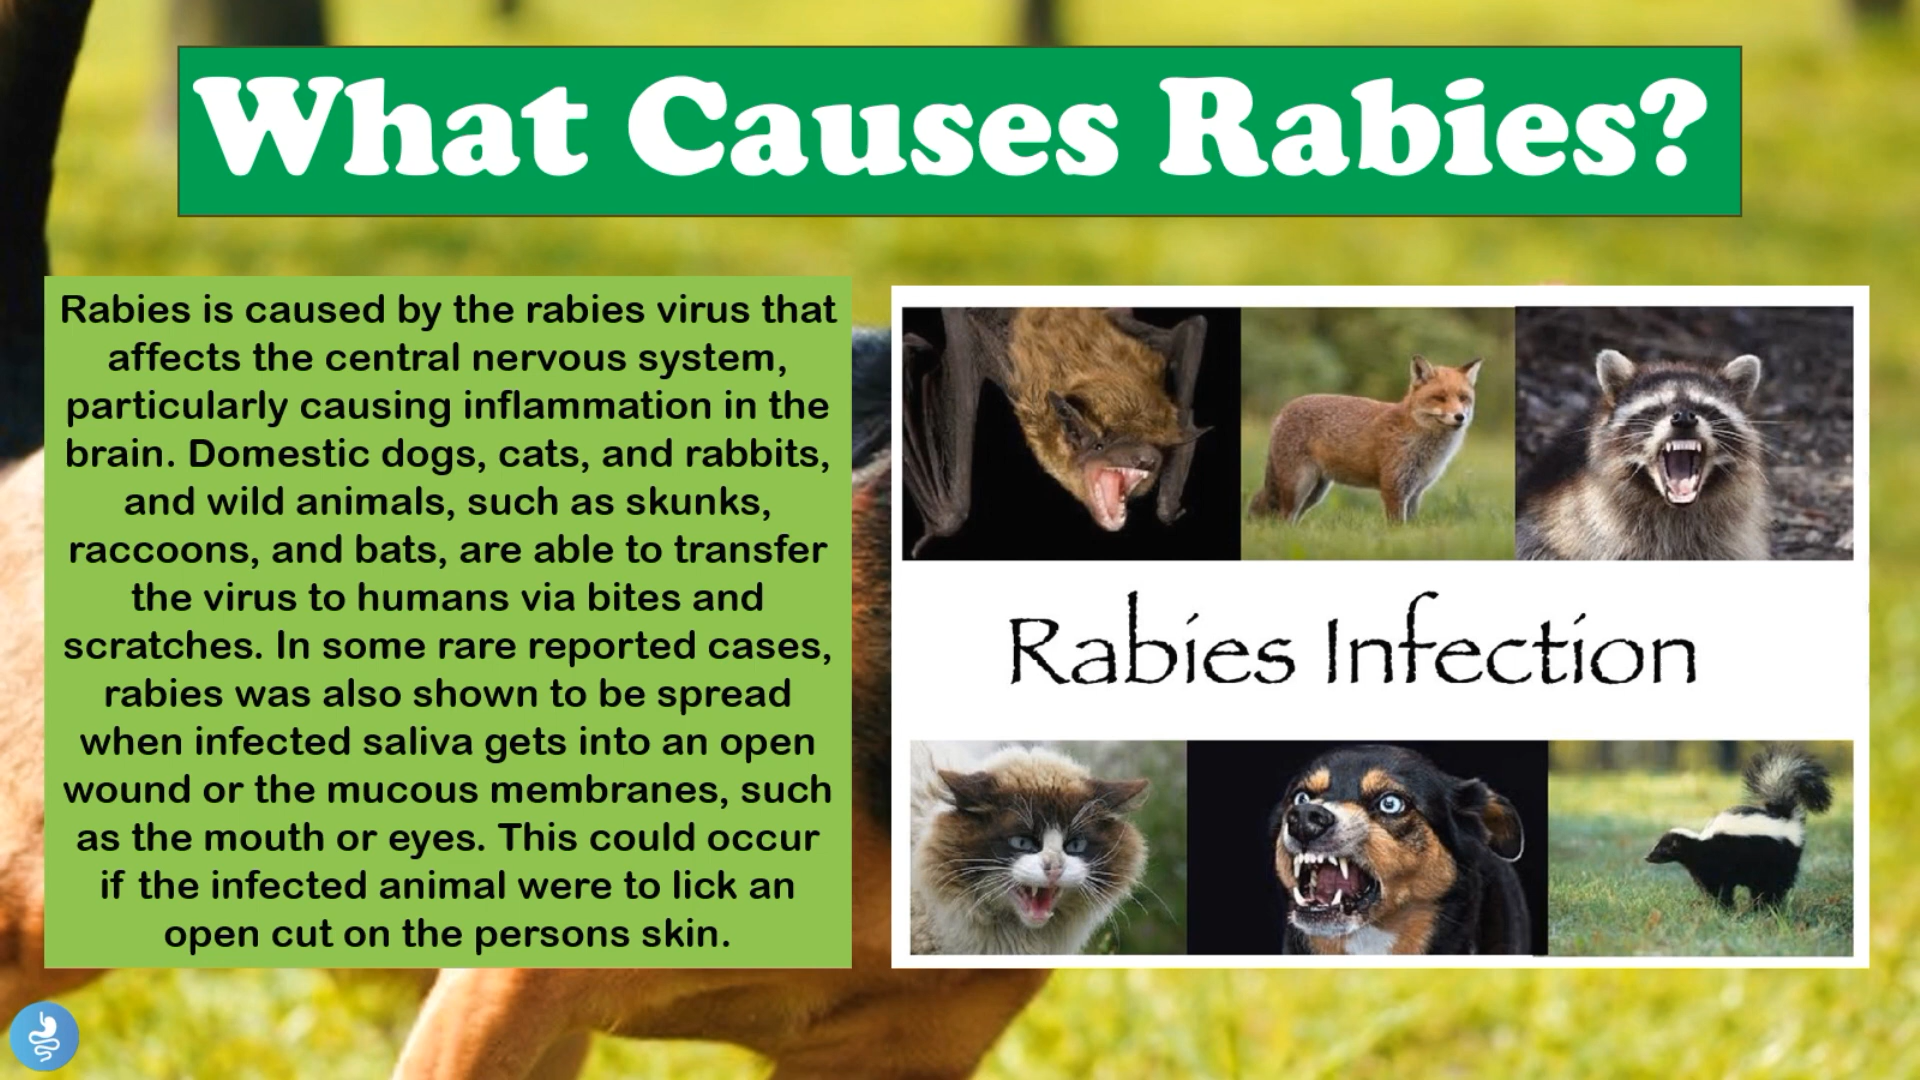 What Causes Rabies?
Rabies is caused by the rabies virus that
affects the central nervous system,
particularly causing inflammation in the
brain. Domestic dogs, cats, and rabbits,
and wild animals, such as skunks,
raccoons, and bats, are able to transfer
the virus to humans via bites and
scratches. In some rare reported cases,
rabies was also shown to be spread
when infected saliva gets into an open
wound or the mucous membranes, such
as the mouth or eyes. This could occur
if the infected animal were to lick an
open cut on the persons skin.
Rabies Infection